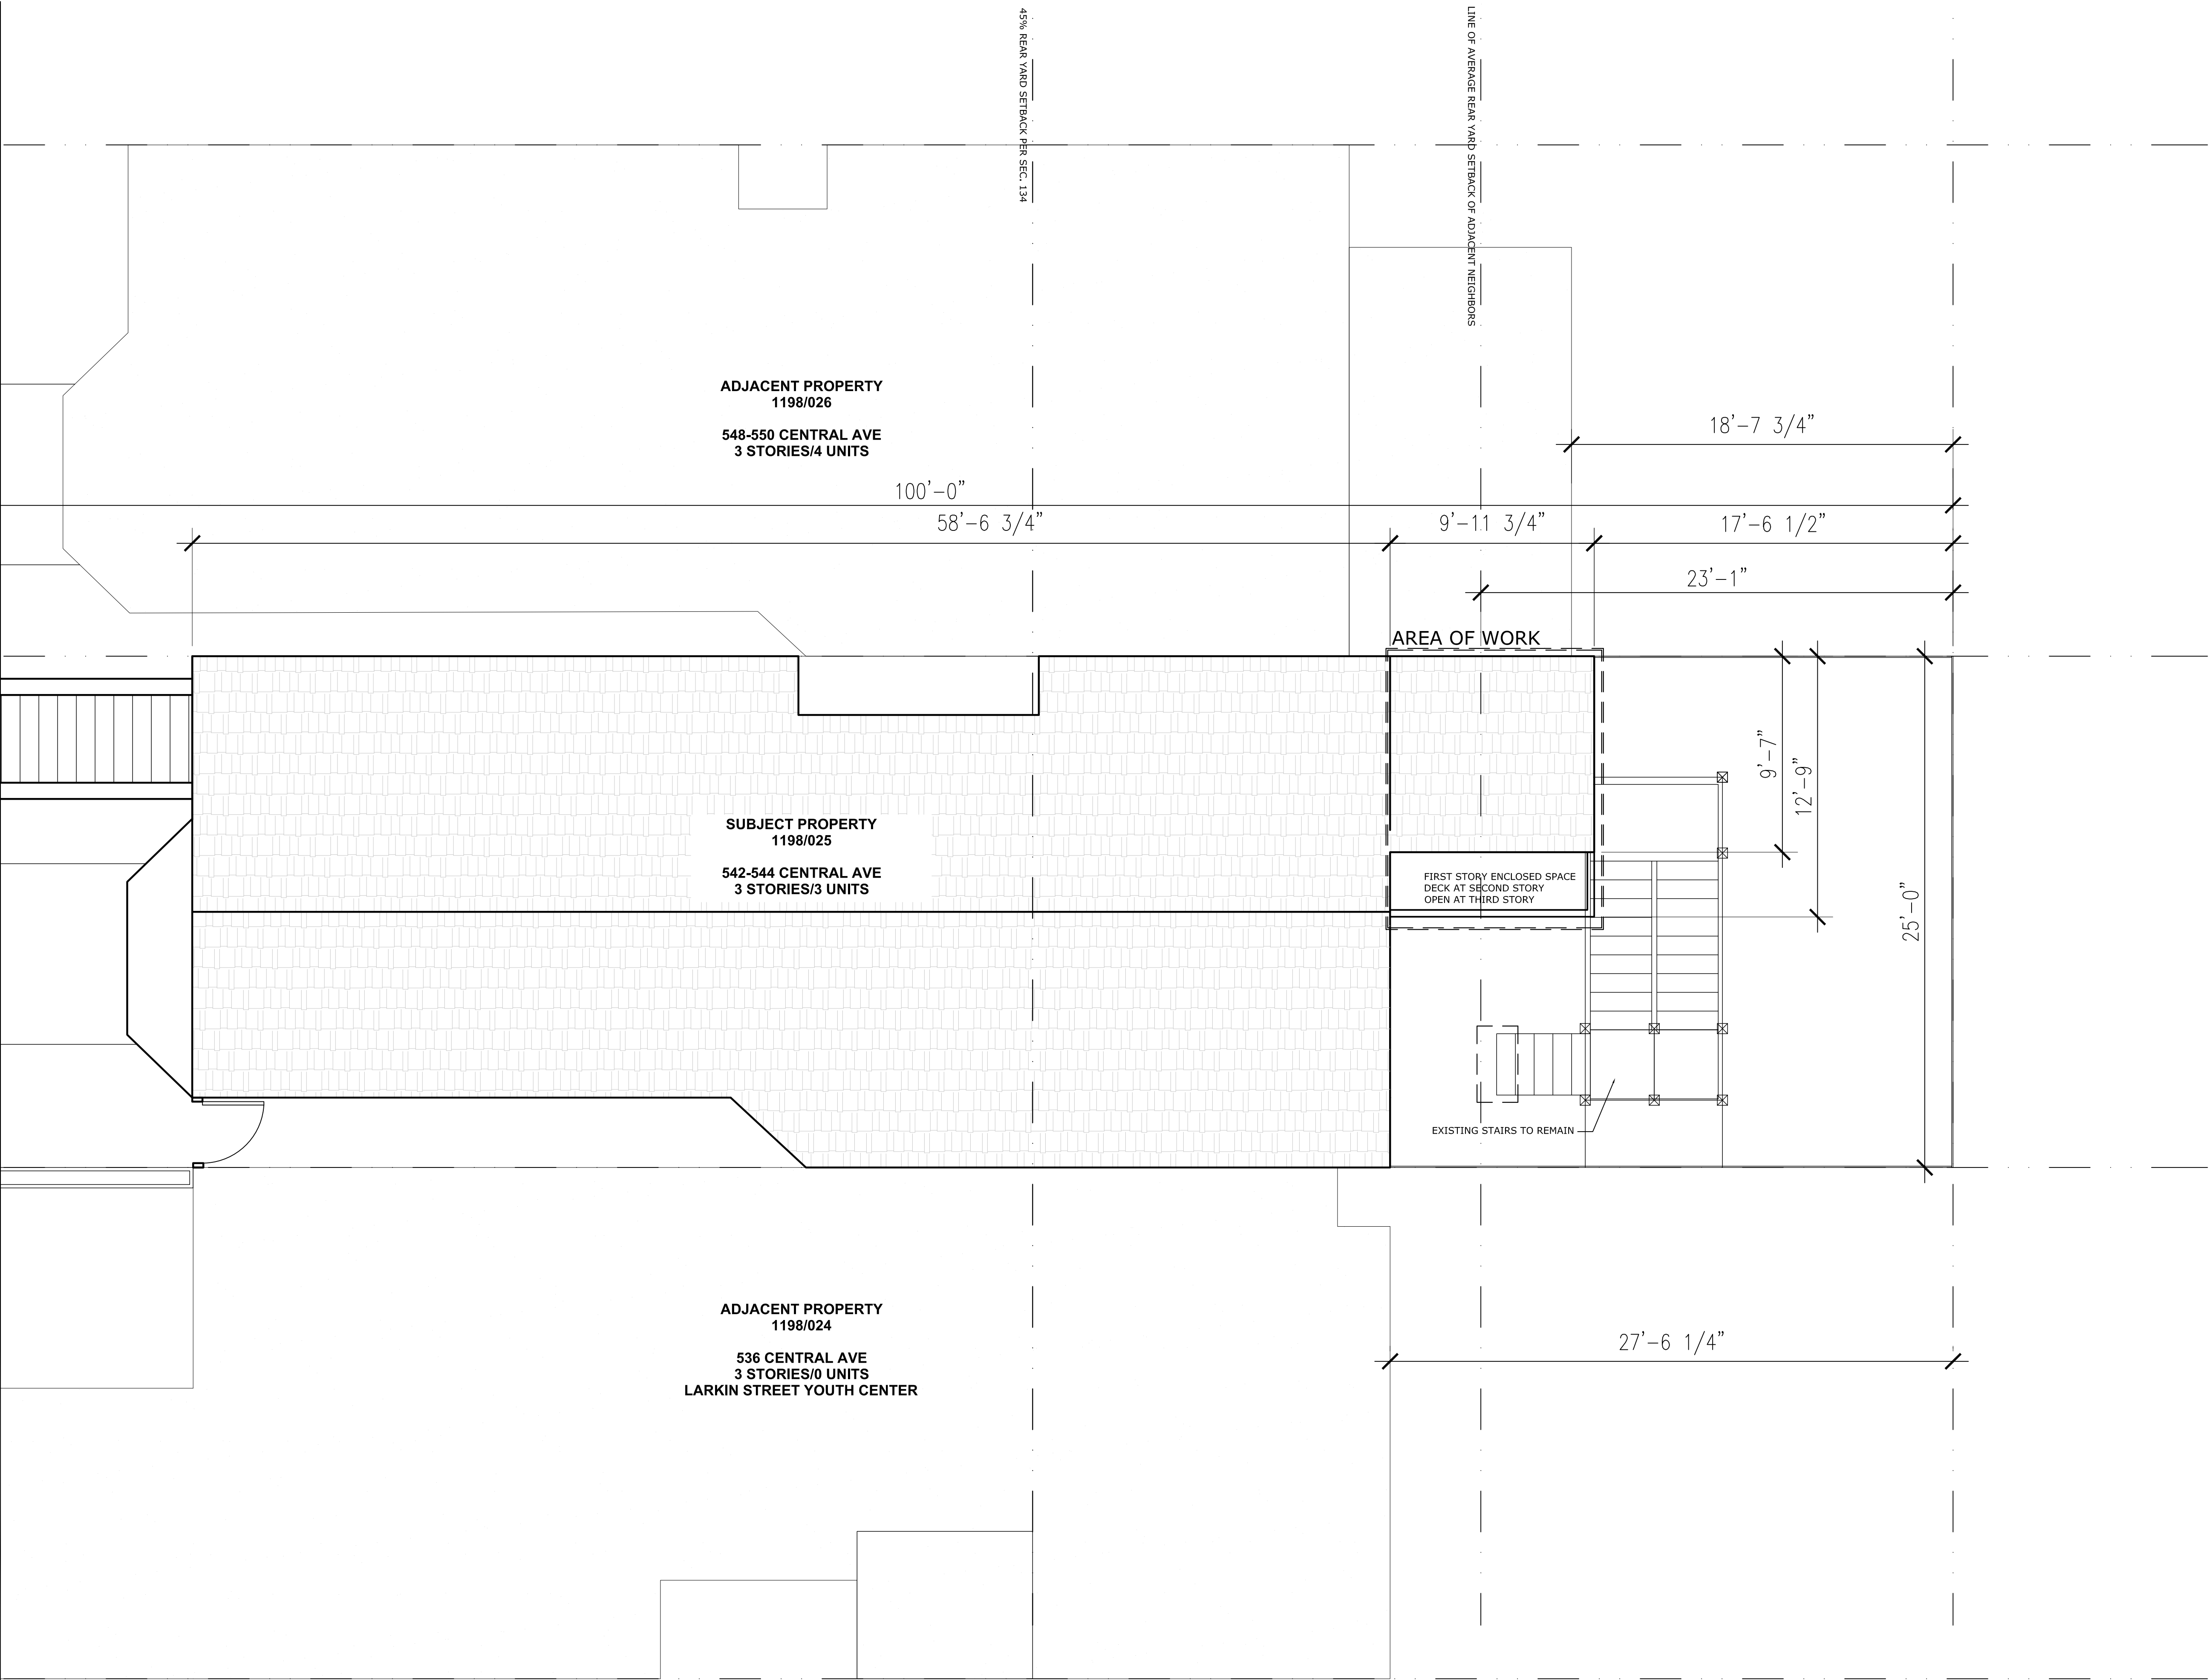 45% REAR YARD SETBACK PER SEC. 134
LINE OF AVERAGE REAR YARD SETBACK OF ADJACENT NEIGHBORS
ADJACENT PROPERTY
1198/026
548-550 CENTRAL AVE
3 STORIES/4 UNITS
18'-7 3/4"
100'-0"
58'-6 3/4"
9'-11 3/4"
17'-6 1/2"
23'-1"
AREA OF WORK
9'-7"
12'-9"
25'-0"
SUBJECT PROPERTY
1198/025
542-544 CENTRAL AVE
3 STORIES/3 UNITS
FIRST STORY ENCLOSED SPACE
DECK AT SECOND STORY
OPEN AT THIRD STORY
EXISTING STAIRS TO REMAIN
ADJACENT PROPERTY
1198/024
536 CENTRAL AVE
3 STORIES/0 UNITS
LARKIN STREET YOUTH CENTER
27'-6 1/4"